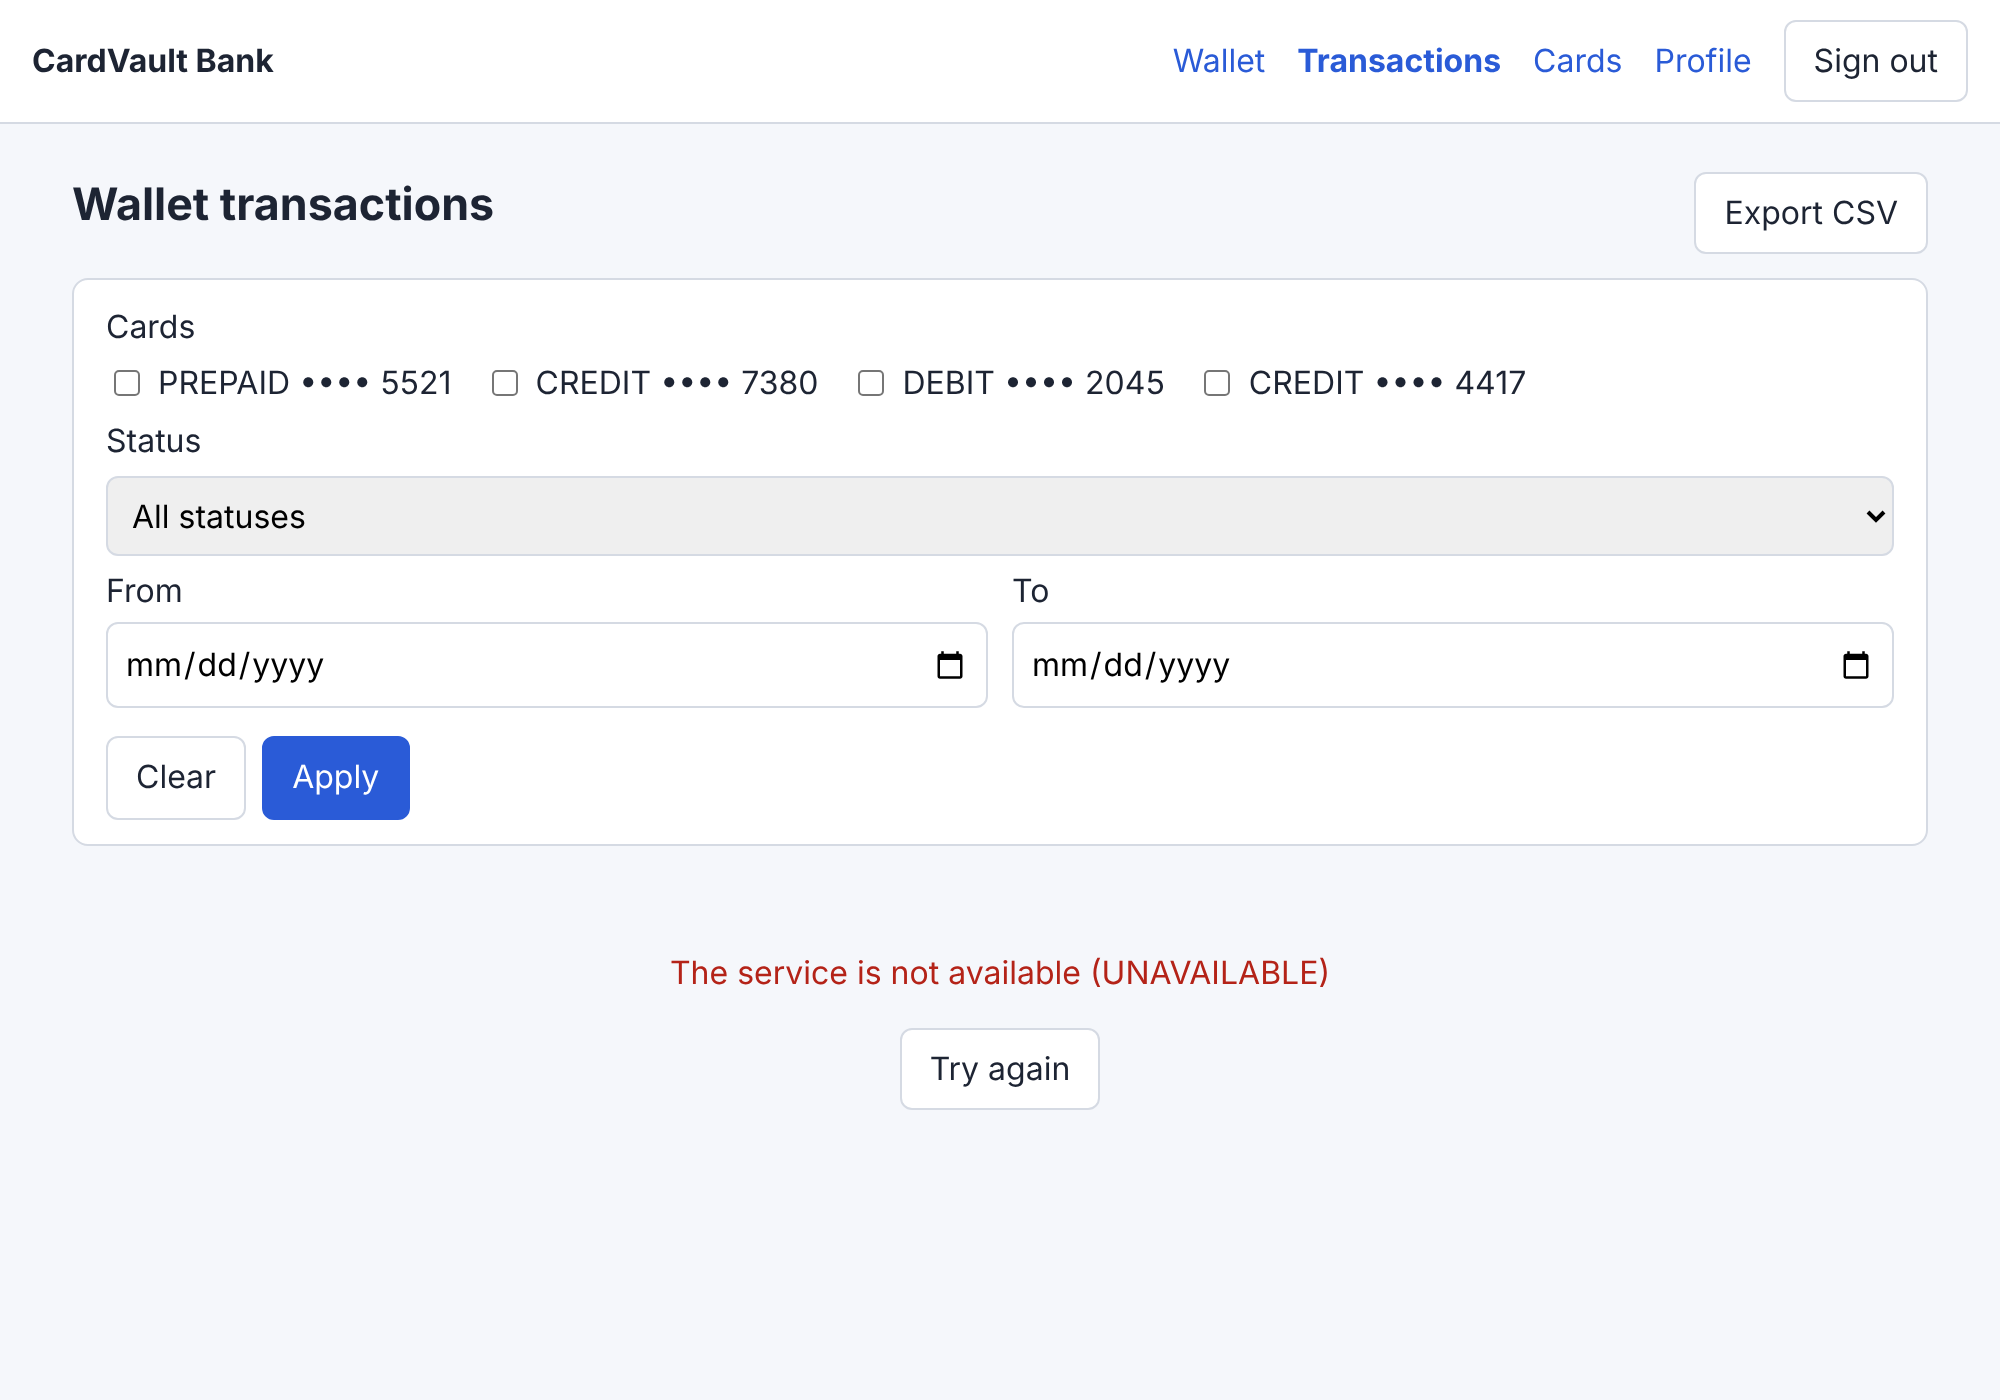 CardVault Bank
Wallet Transactions Cards Profile Sign out
Wallet transactions
Export CSV
Cards
PREPAID •••• 5521 CREDIT •••• 7380 DEBIT •••• 2045 CREDIT •••• 4417
Status
All statuses
From To
mm/dd/yyyy mm/dd/yyyy
Clear Apply
The service is not available (UNAVAILABLE)
Try again